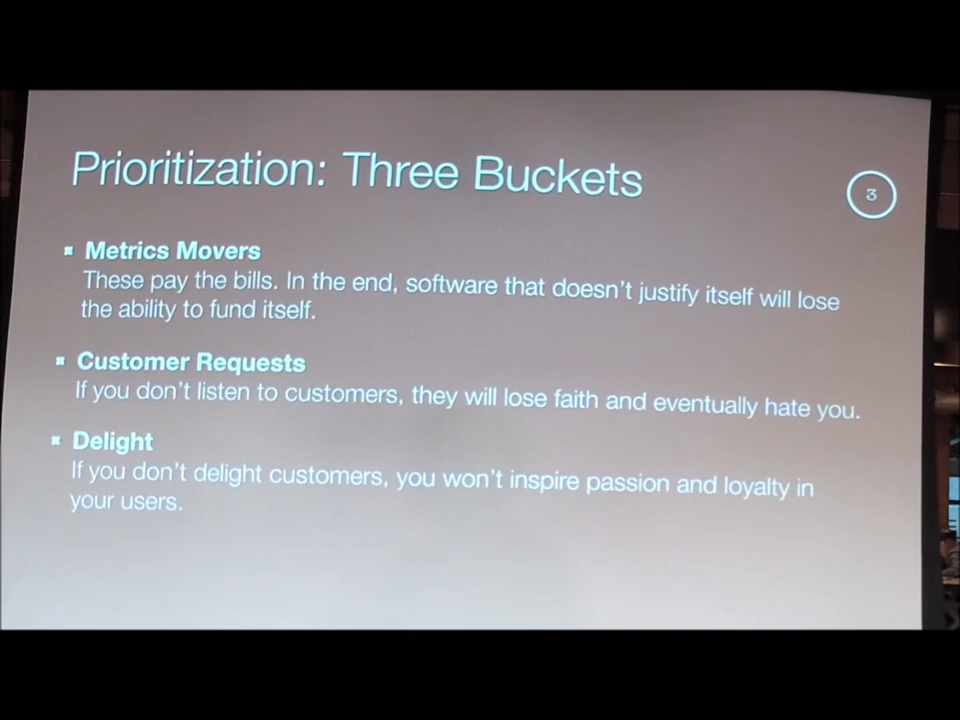 Prioritization: Three Buckets
3
▪ Metrics Movers
These pay the bills. In the end, software that doesn't justify itself will lose
the ability to fund itself.
▪ Customer Requests
If you don't listen to customers, they will lose faith and eventually hate you.
▪ Delight
If you don't delight customers, you won't inspire passion and loyalty in
your users.